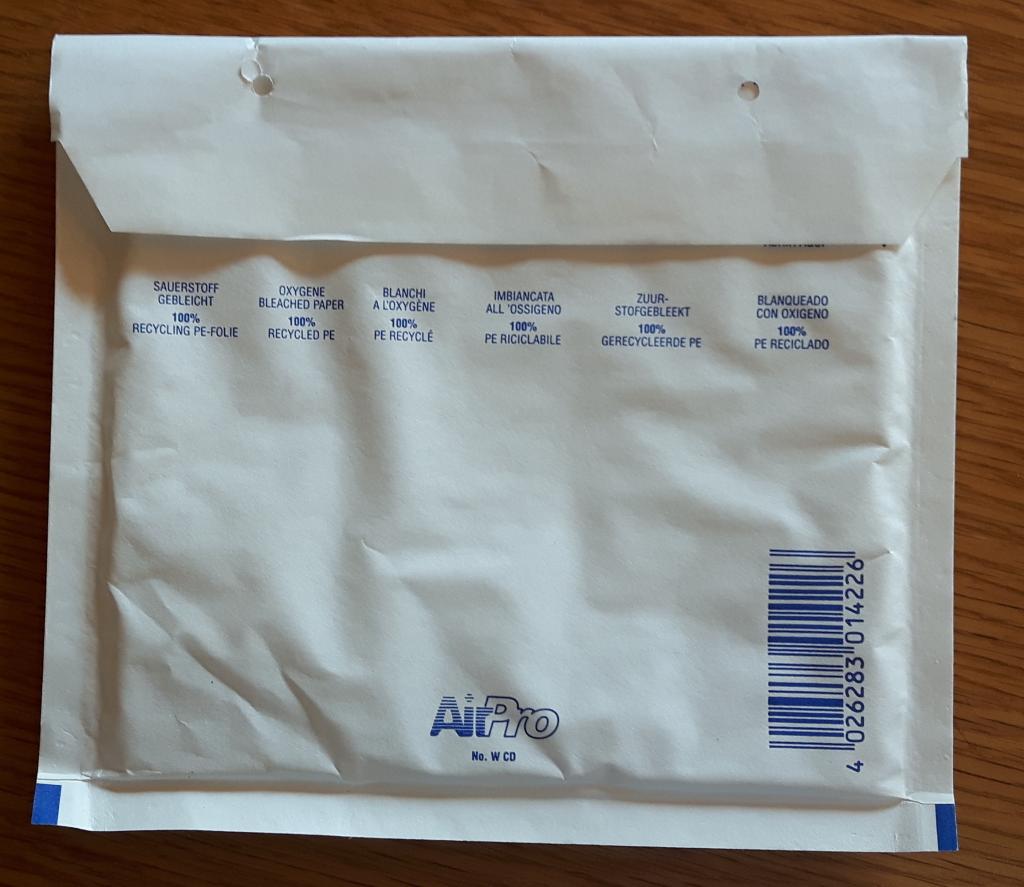 SAUERSTOFF
GEBLEICHT
100%
RECYCLING PE-FOLIE
OXYGENE
BLEACHED PAPER
100%
RECYCLED PE
BLANCHI
A L'OXYGÈNE
100%
PE RECYCLÉ
IMBIANCATA
ALL 'OSSIGENO
100%
PE RICICLABILE
ZUUR-
STOFGEBLEEKT
100%
GERECYCLEERDE PE
BLANQUEADO
CON OXIGENO
100%
PE RECICLADO
AirPro
No. W CD
4 026283 014226